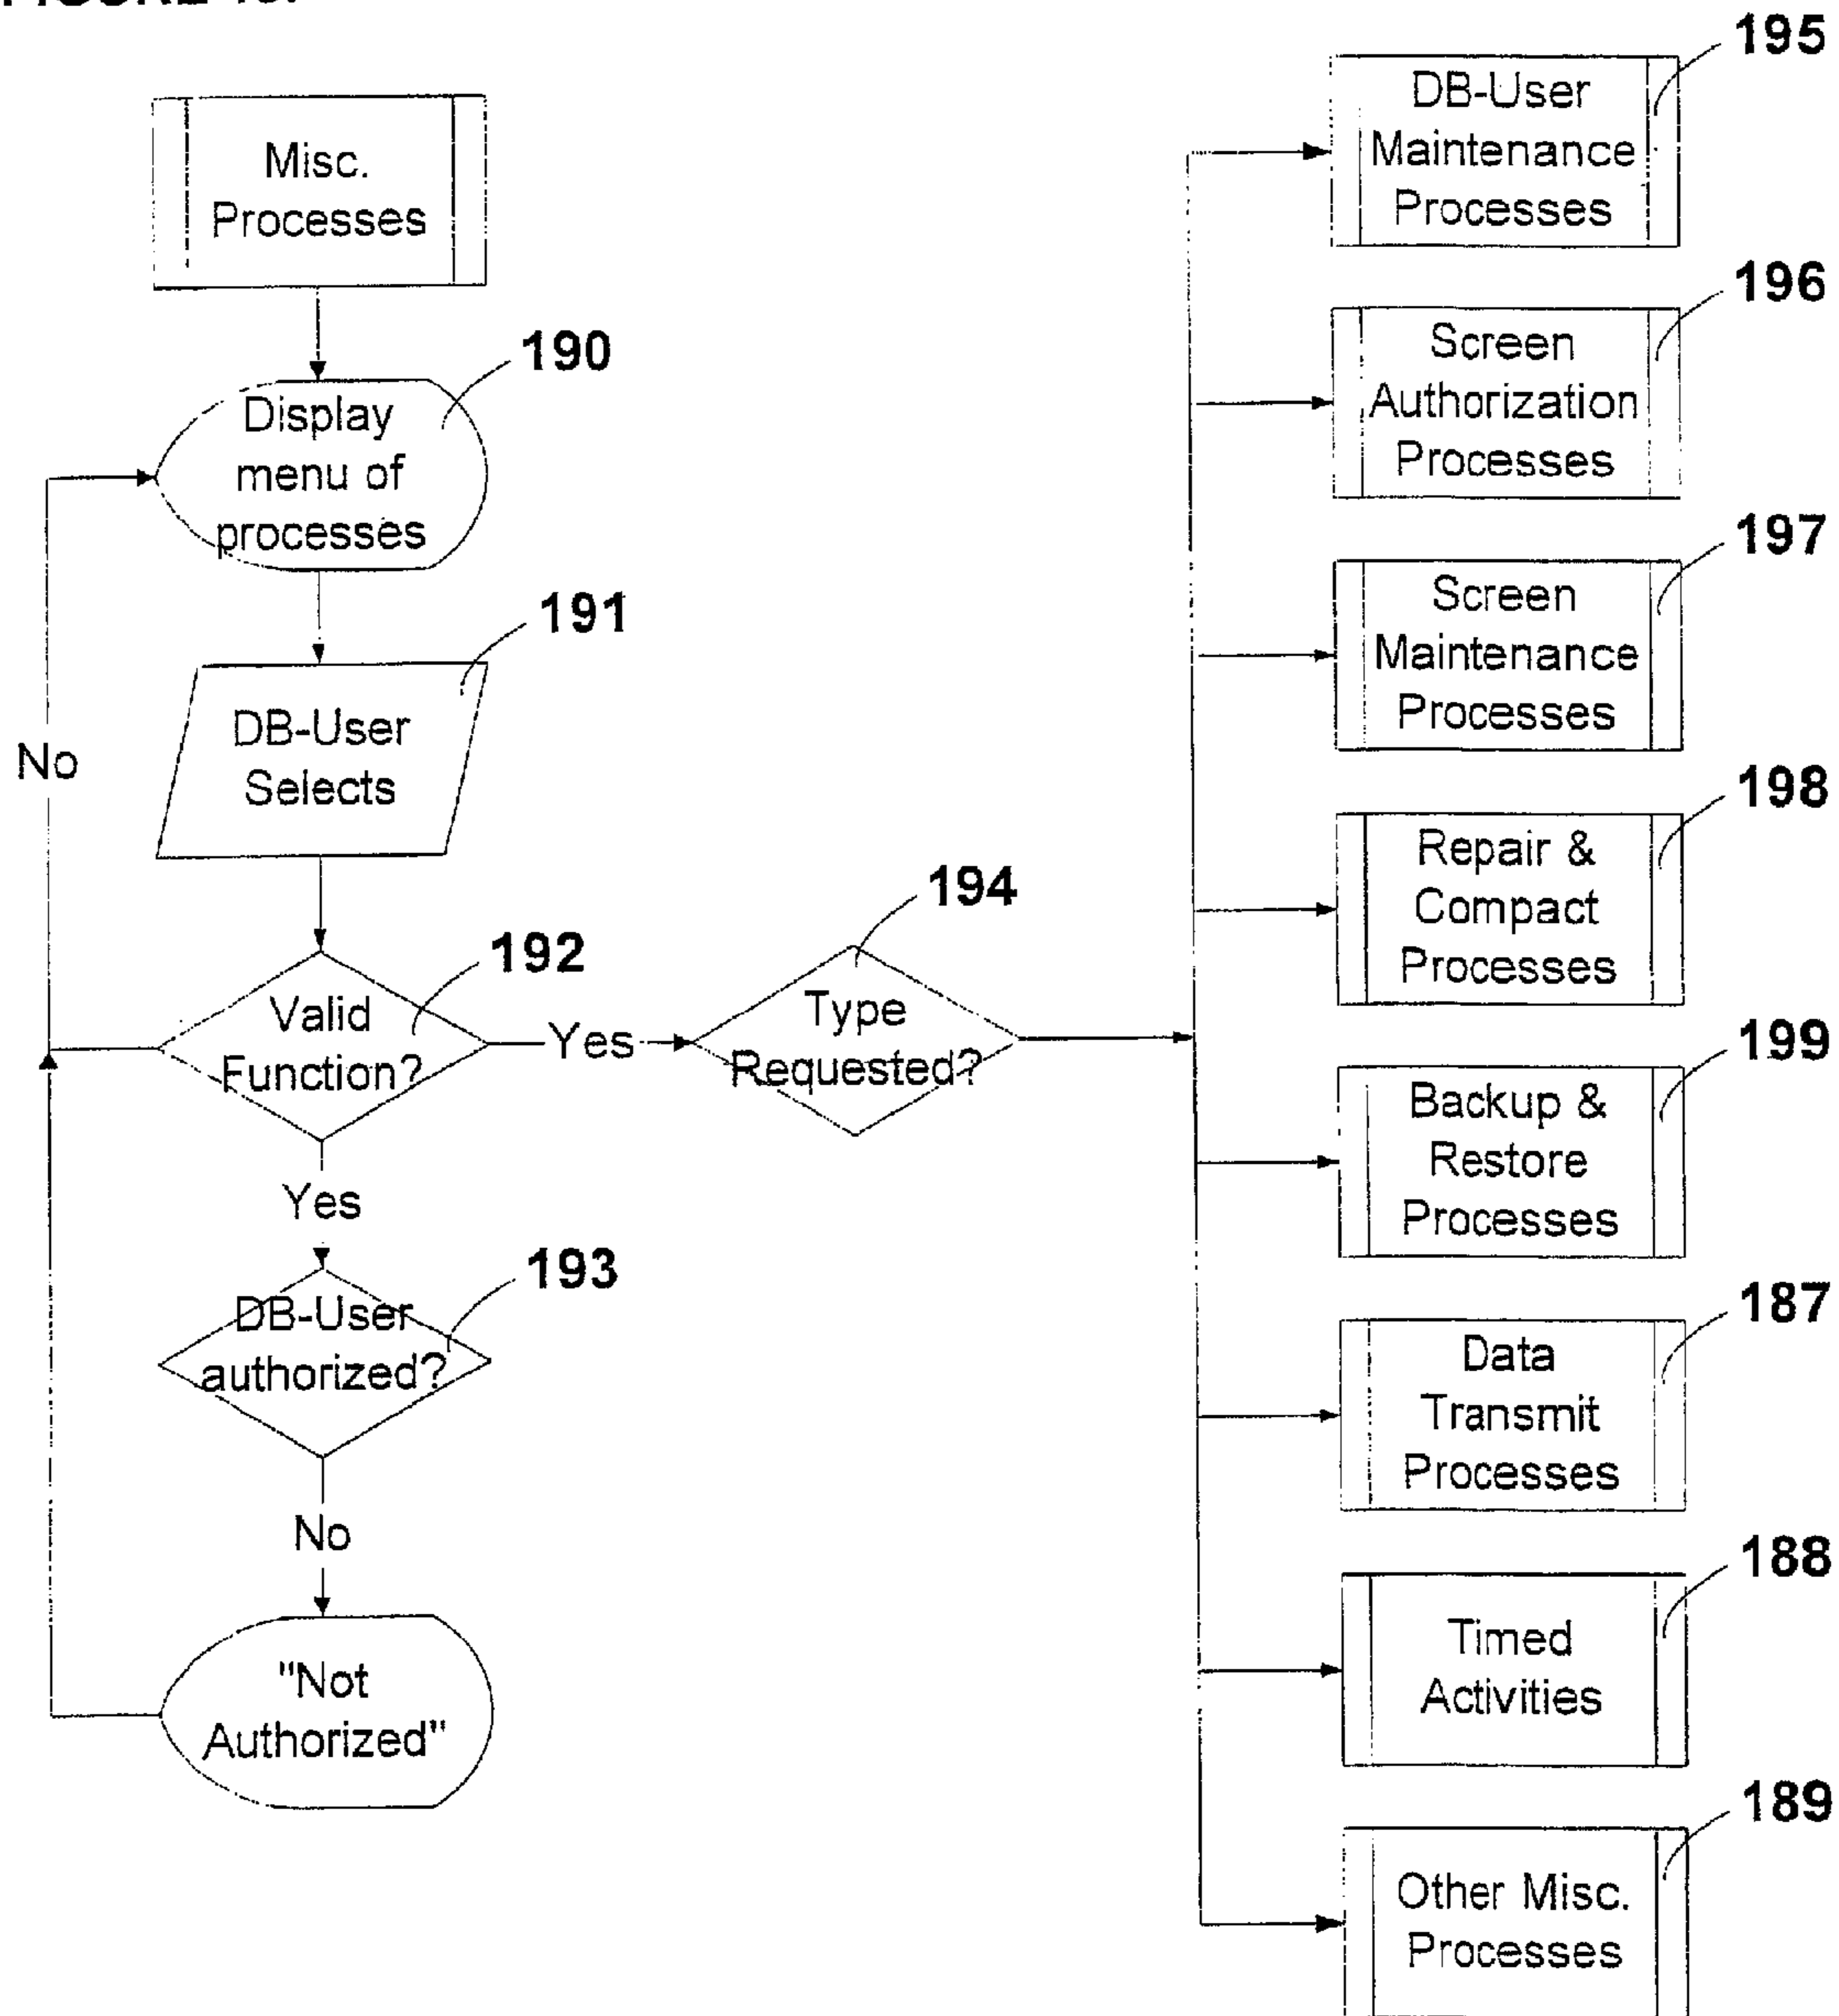 Misc.
Processes
190
Display
menu of
processes
191
DB-User
Selects
No
192
Valid
Function?
Yes
194
Type
Requested?
Yes
193
DB-User
authorized?
No
"Not
Authorized"
195
DB-User
Maintenance
Processes
196
Screen
Authorization
Processes
197
Screen
Maintenance
Processes
198
Repair &
Compact
Processes
199
Backup &
Restore
Processes
187
Data
Transmit
Processes
188
Timed
Activities
189
Other Misc.
Processes